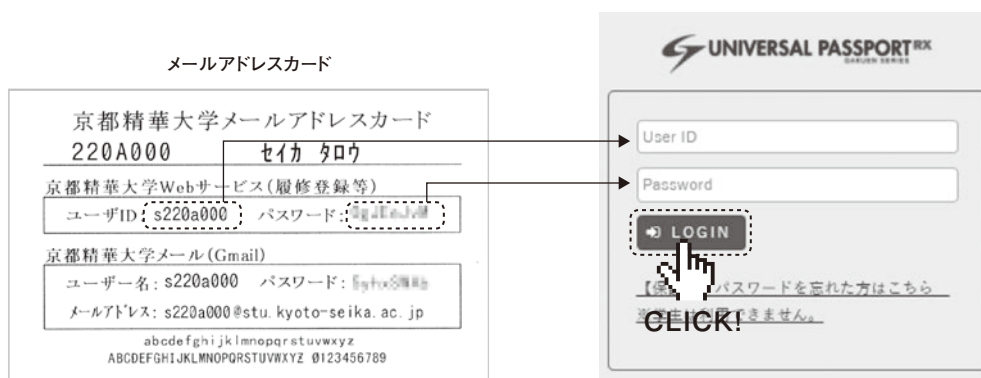 メールアドレスカード
京都精華大学メールアドレスカード
220A000 セイカ タロウ
京都精華大学Webサービス(履修登録等)
ユーザID: s220a000 パスワード:
京都精華大学メール(Gmail)
ユーザー名: s220a000 パスワード:
メールアドレス: s220a000@stu.kyoto-seika.ac.jp
abcdefghijklmnopqrstuvwxyz
ABCDEFGHIJKLMNOPQRSTUVWXYZ 0123456789
UNIVERSAL PASSPORT RX
GAKUEN SERIES
User ID
Password
LOGIN
パスワードを忘れた方はこちら
できません。
CLICK!